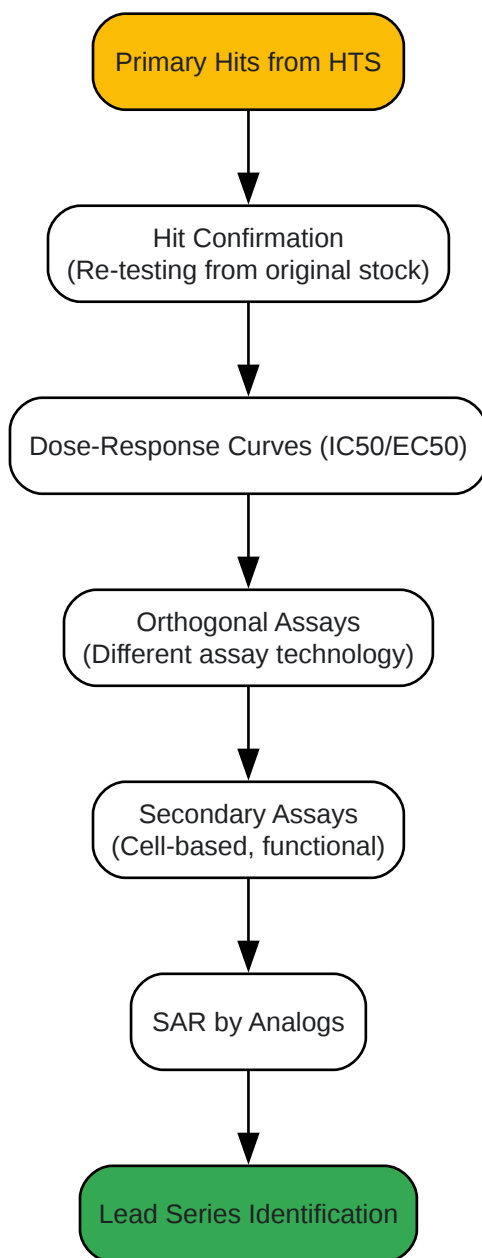 Primary Hits from HTS
Hit Confirmation
(Re-testing from original stock)
Dose-Response Curves (IC50/EC50)
Orthogonal Assays
(Different assay technology)
Secondary Assays
(Cell-based, functional)
SAR by Analogs
Lead Series Identification